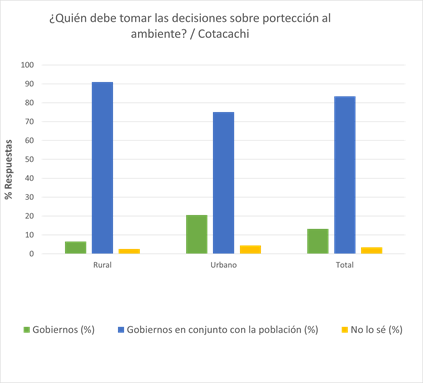 ¿Quién debe tomar las decisiones sobre portección al
ambiente? / Cotacachi
% Respuestas
100
90
80
70
60
50
40
30
20
10
0
Rural Urbano Total
Gobiernos (%) Gobiernos en conjunto con la población (%) No lo sé (%)